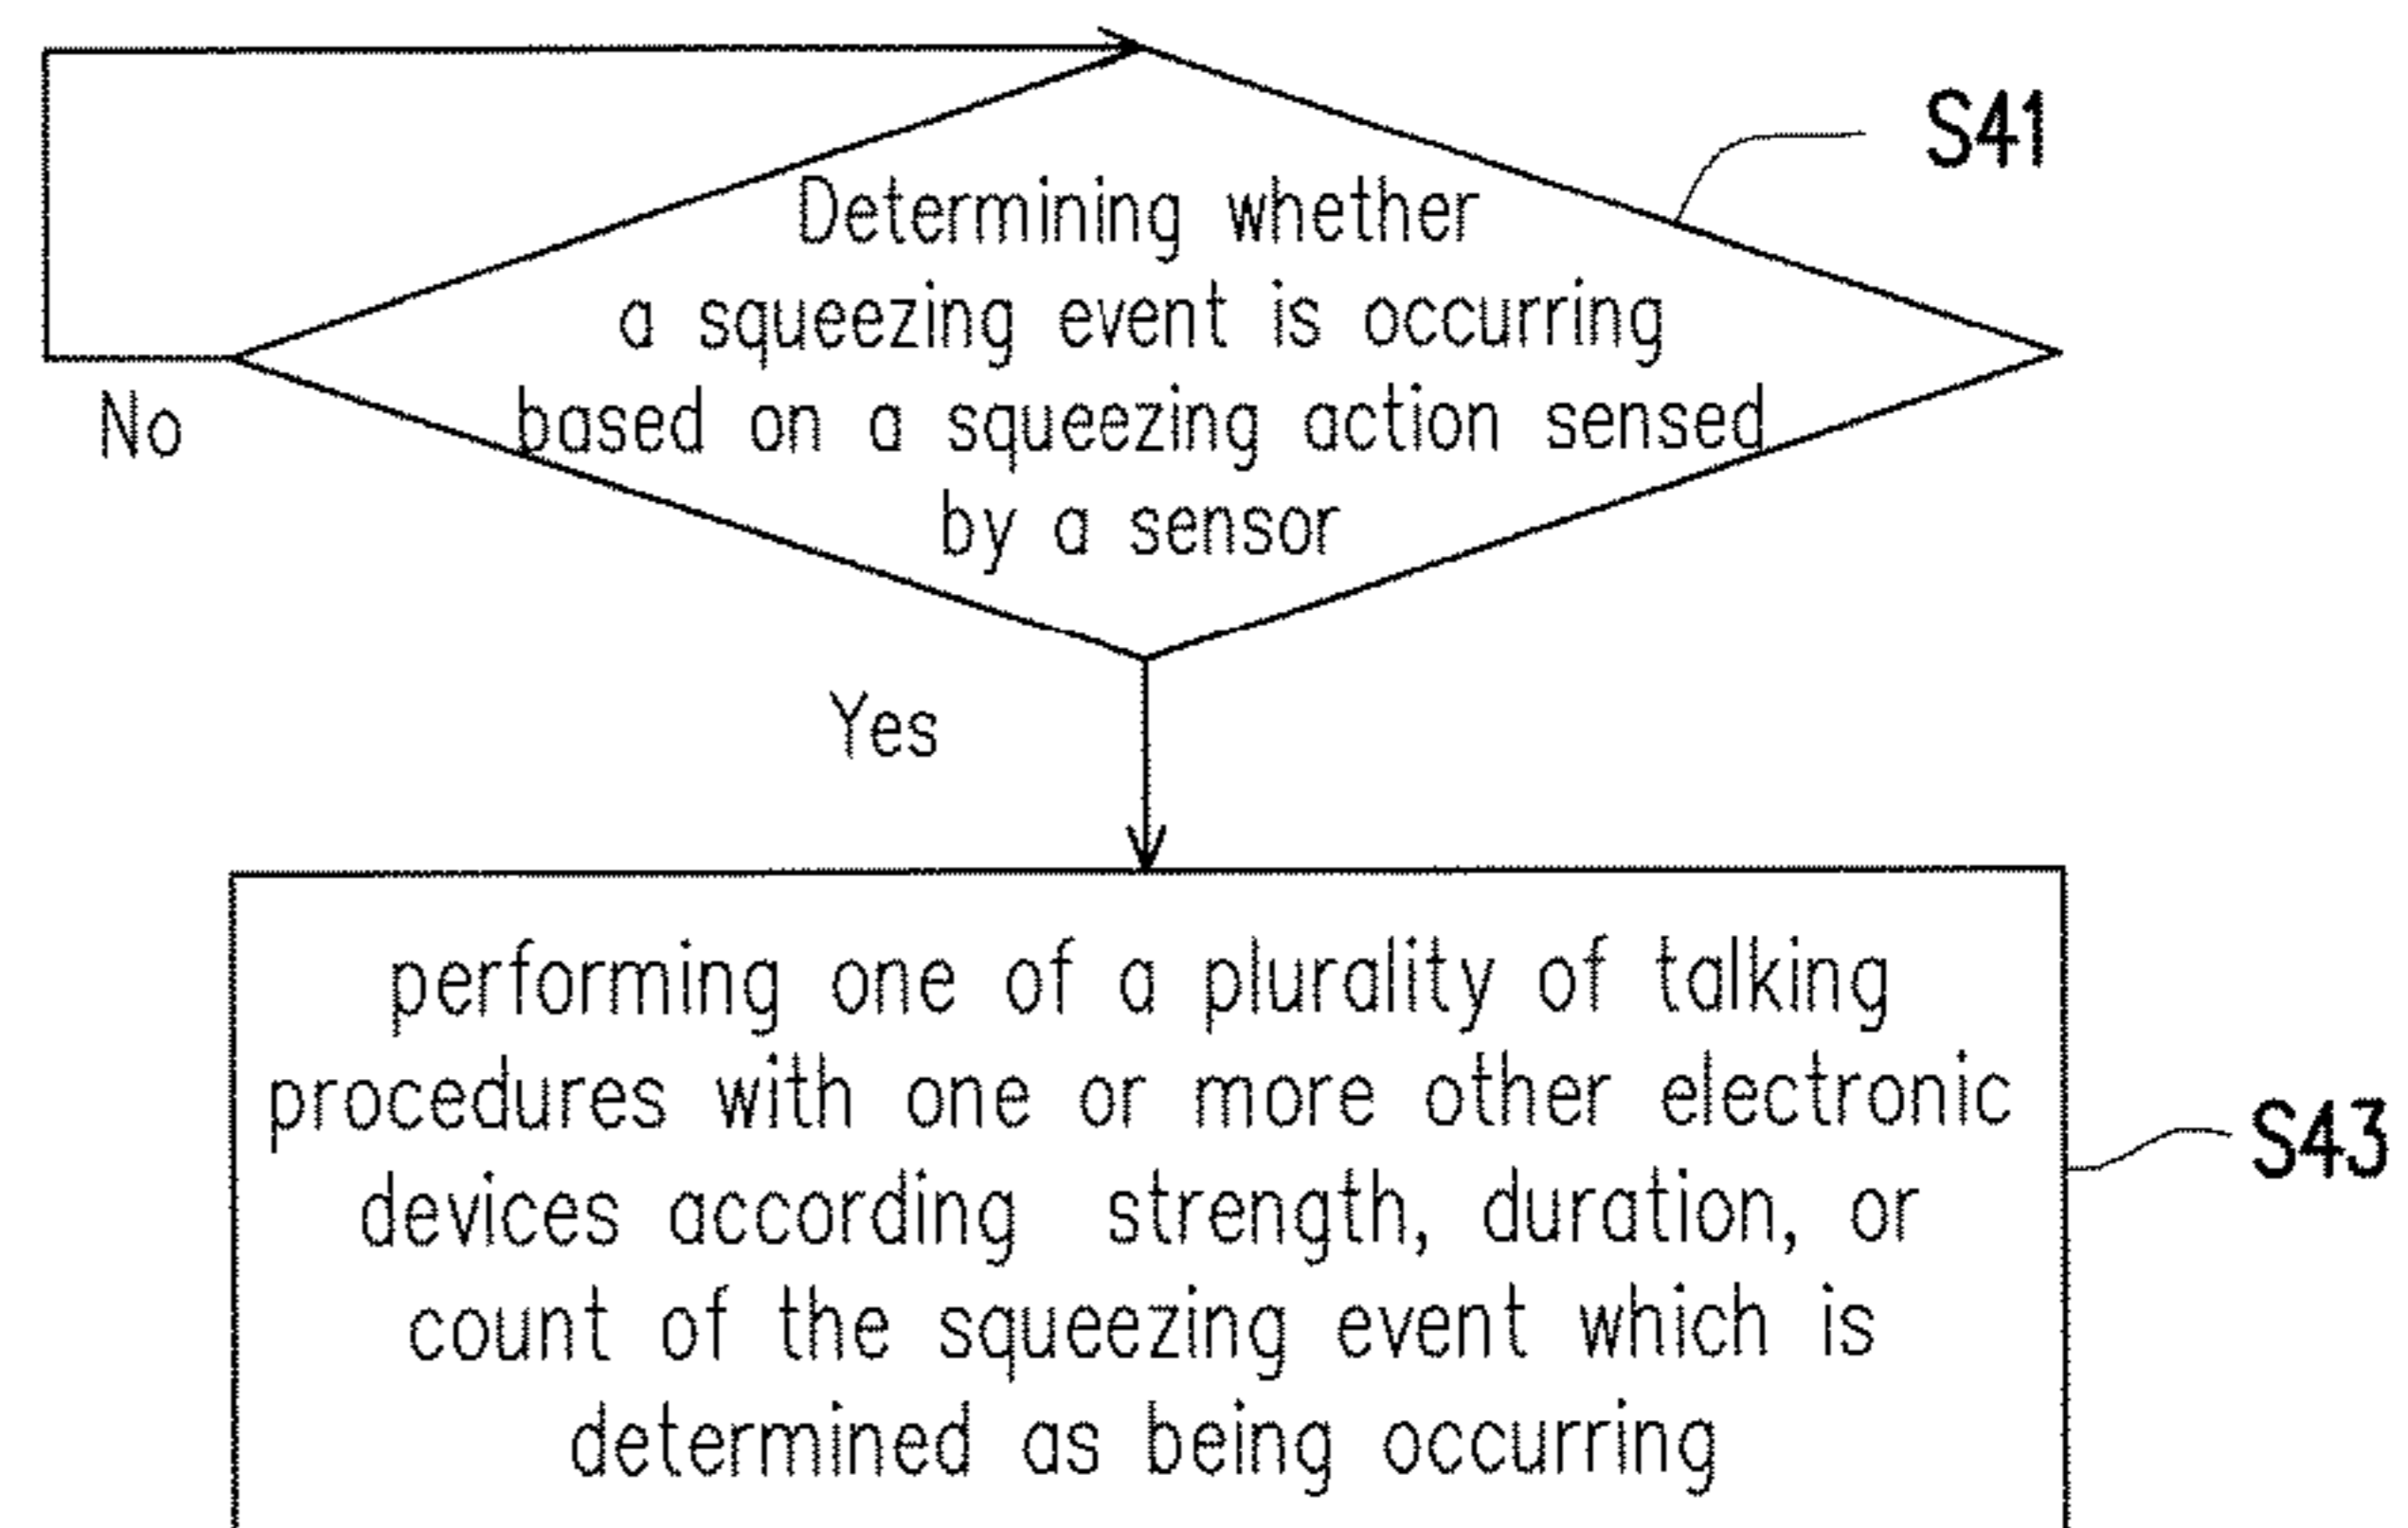 S41
Determining whether
a squeezing event is occurring
based on a squeezing action sensed
by a sensor
No
Yes
performing one of a plurality of talking
procedures with one or more other electronic
devices according strength, duration, or
count of the squeezing event which is
determined as being occurring
S43